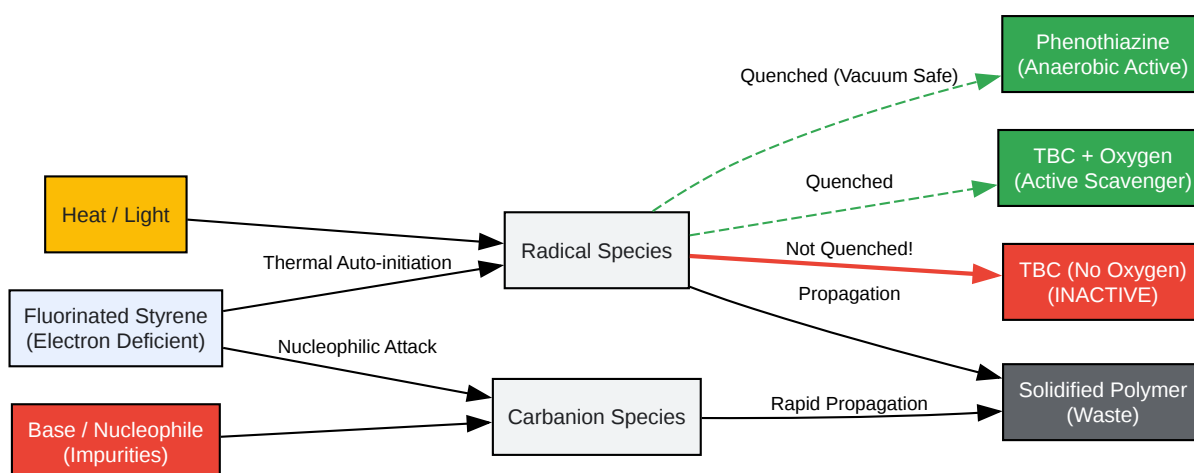 Phenothiazine
(Anaerobic Active)
Quenched (Vacuum Safe)
TBC + Oxygen
(Active Scavenger)
Quenched
Heat / Light
Radical Species
Not Quenched!
Thermal Auto-initiation
TBC (No Oxygen)
(INACTIVE)
Propagation
Fluorinated Styrene
(Electron Deficient)
Nucleophilic Attack
Solidified Polymer
(Waste)
Rapid Propagation
Carbanion Species
Base / Nucleophile
(Impurities)